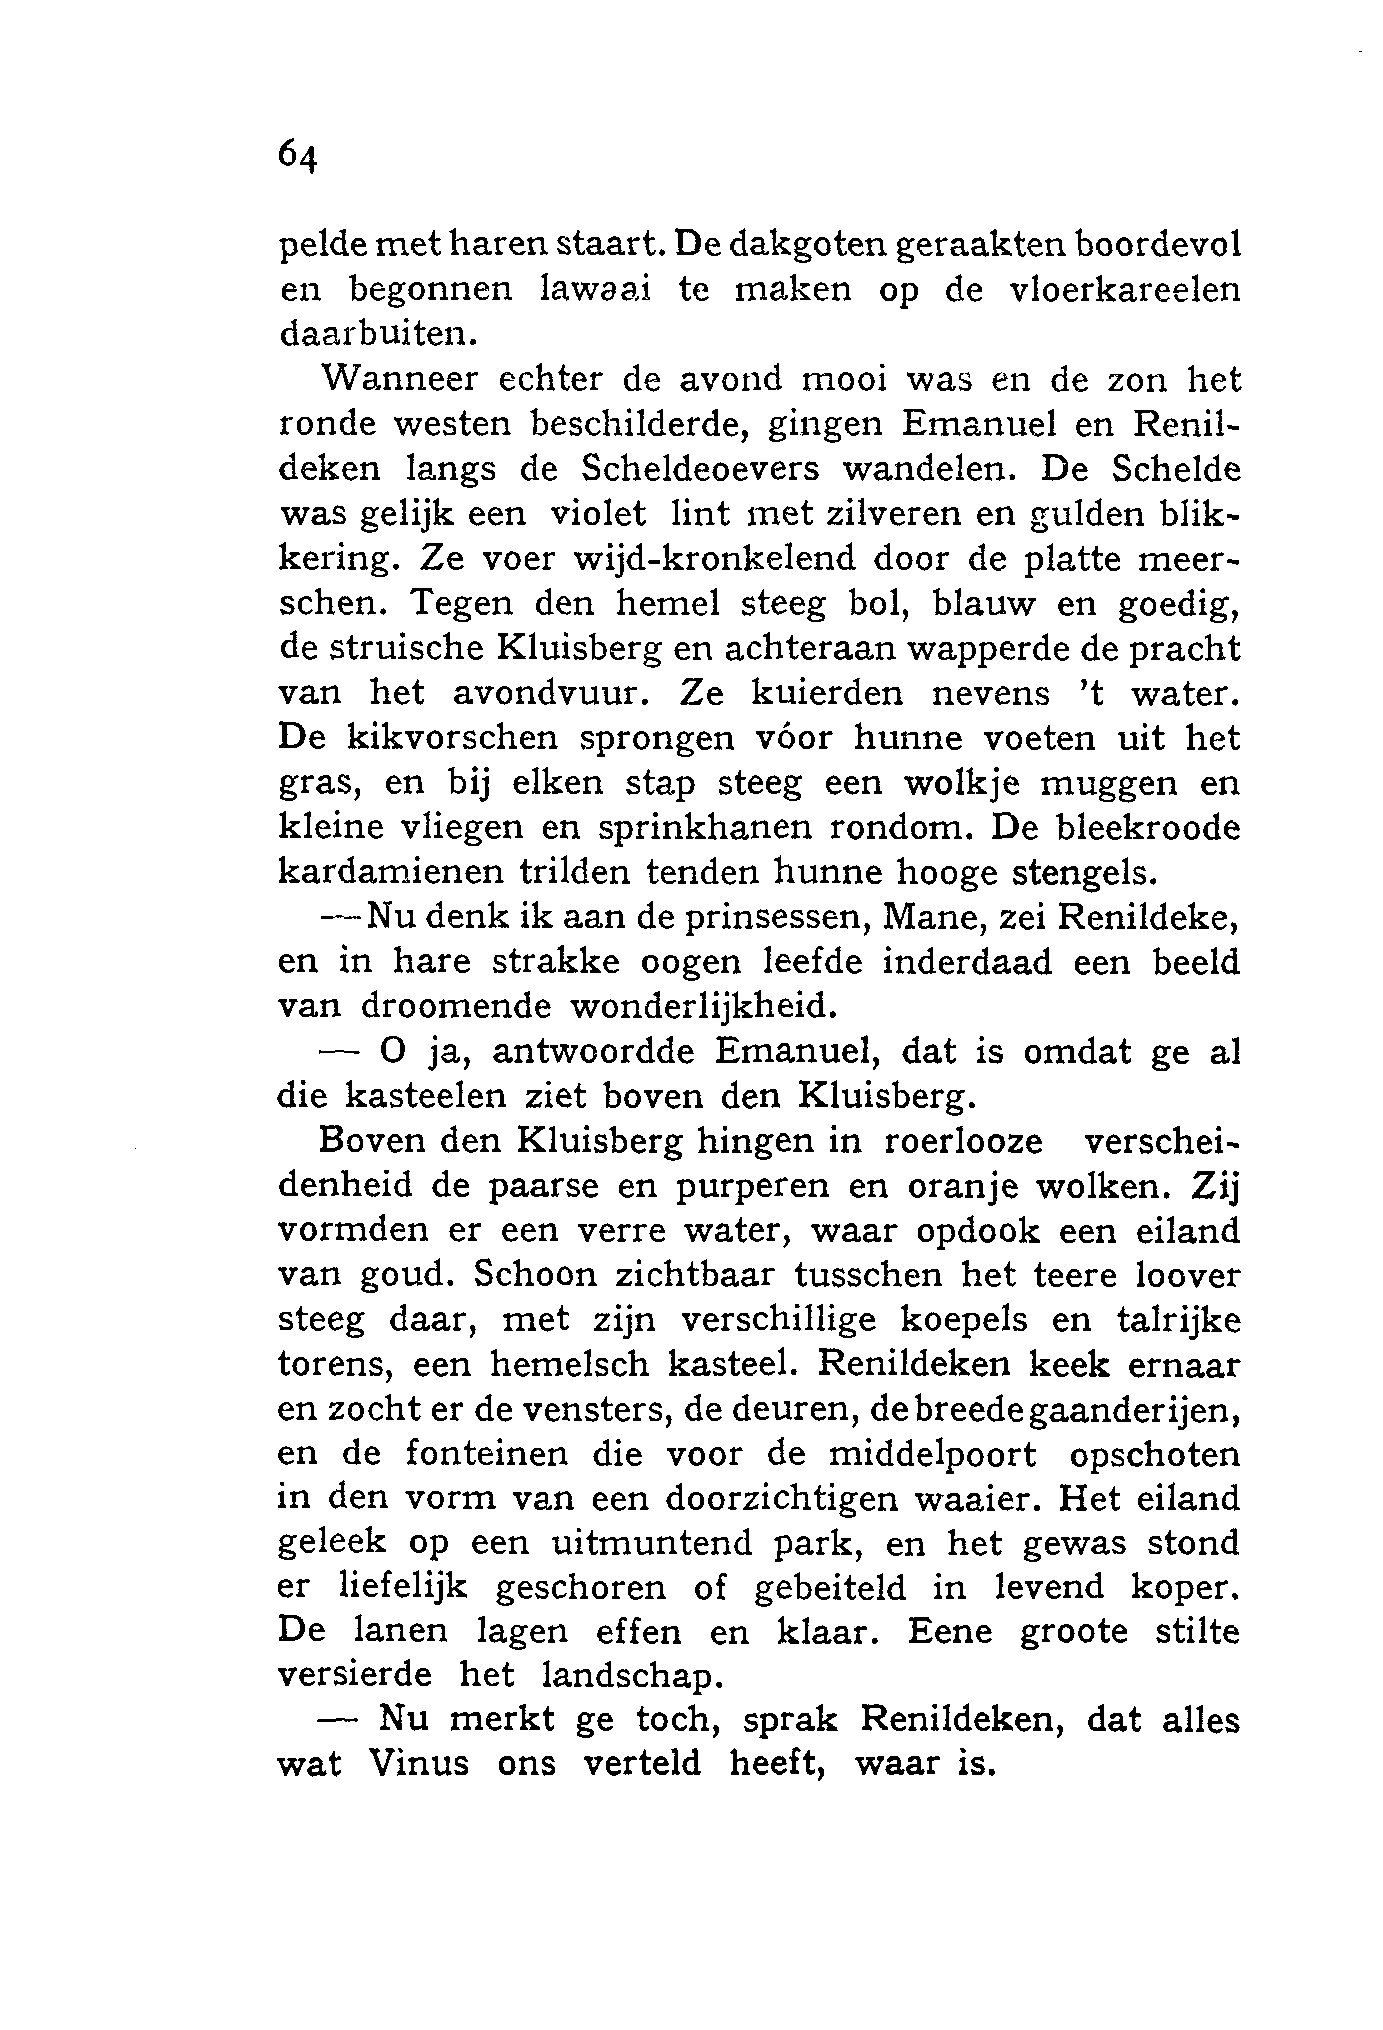 64
pelde met haren staart. De dakgoten geraakten boordevol
en begonnen lawaai te maken op de vloerkareelen
daarbuiten.
Wanneer echter de avond mooi was en de zon het
ronde westen beschilderde, gingen Emanuel en Renil-
deken langs de Scheldeoevers wandelen. De Schelde
was gelijk een violet lint met zilveren en gulden blik-
kering. Ze voer wijd-kronkelend door de platte meer-
schen. Tegen den hemel steeg bol, blauw en goedig,
de struische Kluisberg en achteraan wapperde de pracht
van het avondvuur. Ze kuierden nevens 't water.
De kikvorschen sprongen vóor hunne voeten uit het
gras, en bij elken stap steeg een wolkje muggen en
kleine vliegen en sprinkhanen rondom. De bleekroode
kardamienen trilden tenden hunne hooge stengels.
— Nu denk ik aan de prinsessen, Mane, zei Renildeke,
en in hare strakke oogen leefde inderdaad een beeld
van droomende wonderlijkheid.
— O ja, antwoordde Emanuel, dat is omdat ge al
die kasteelen ziet boven den Kluisberg.
Boven den Kluisberg hingen in roerlooze verschei-
denheid de paarse en purperen en oranje wolken. Zij
vormden er een verre water, waar opdook een eiland
van goud. Schoon zichtbaar tusschen het teere loover
steeg daar, met zijn verschillige koepels en talrijke
torens, een hemelsch kasteel. Renildeken keek ernaar
en zocht er de vensters, de deuren, de breede gaanderijen,
en de fonteinen die voor de middelpoort opschoten
in den vorm van een doorzichtigen waaier. Het eiland
geleek op een uitmuntend park, en het gewas stond
er liefelijk geschoren of gebeiteld in levend koper.
De lanen lagen effen en klaar. Eene groote stilte
versierde het landschap.
— Nu merkt ge toch, sprak Renildeken, dat alles
wat Vinus ons verteld heeft, waar is.